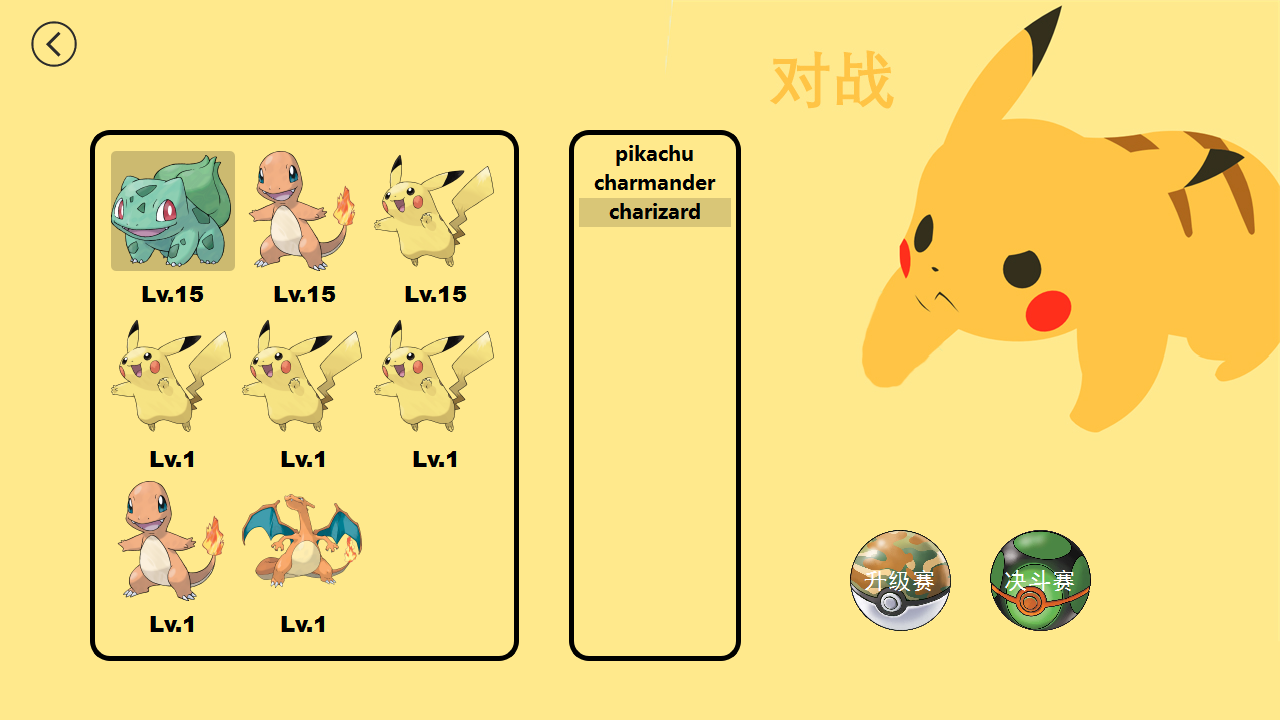 对战
Lv.15 Lv.15 Lv.15
Lv.1 Lv.1 Lv.1
Lv.1 Lv.1
pikachu
charmander
charizard
升级赛 决斗赛